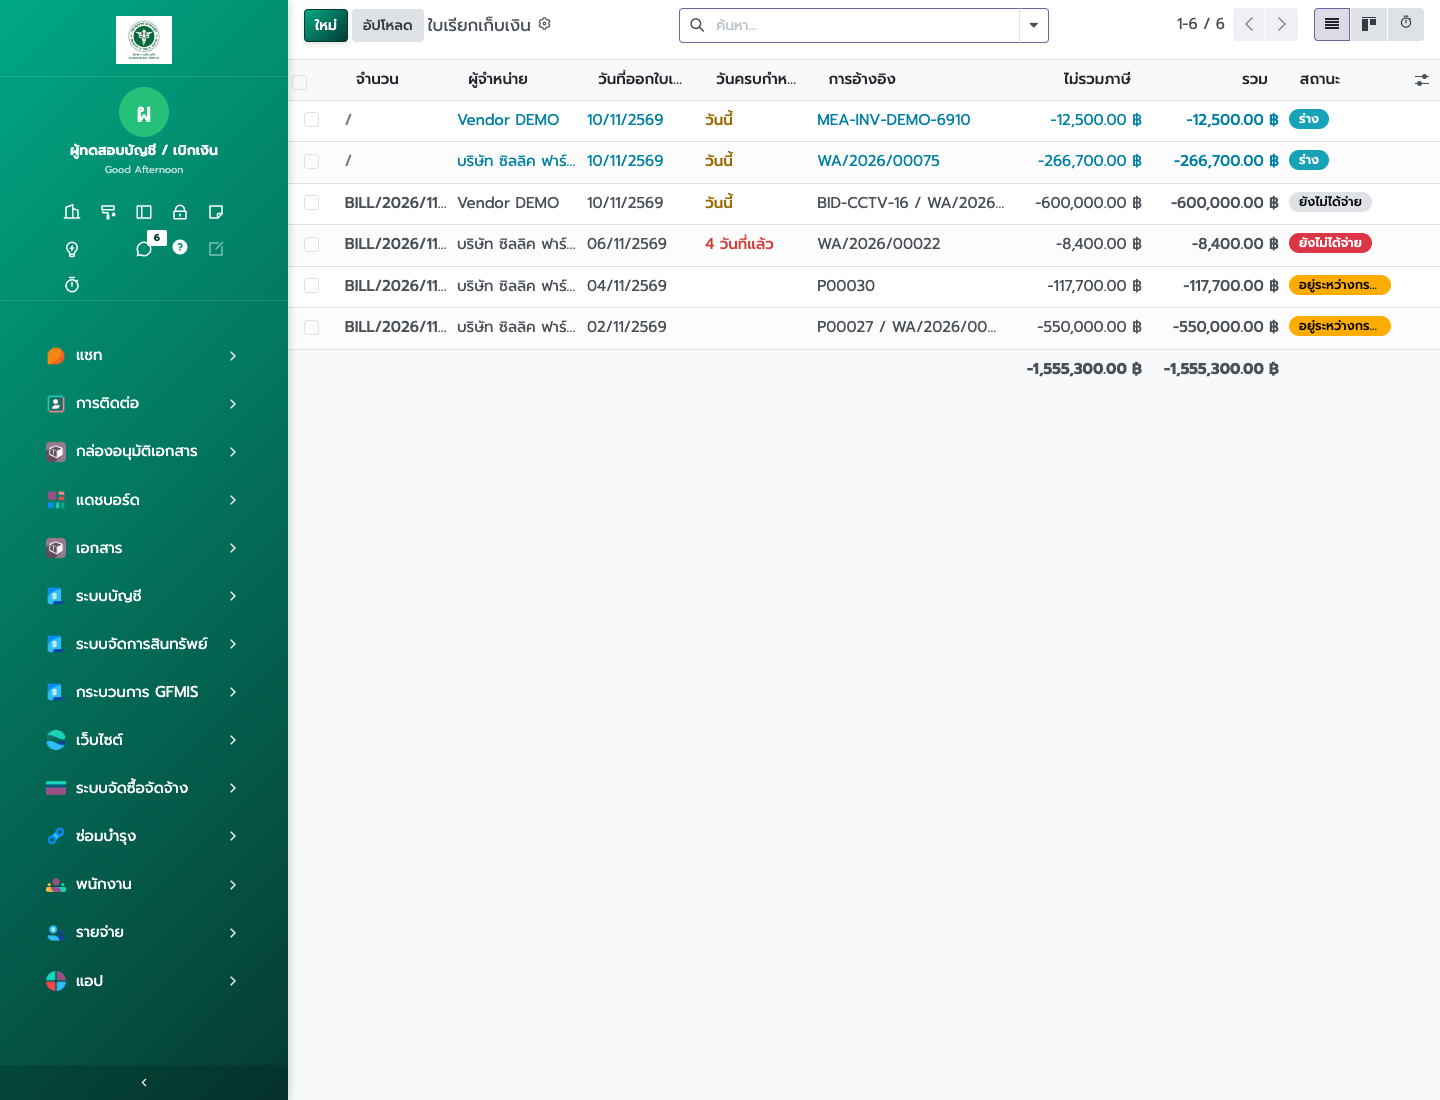 ผ
ผู้ทดสอบบัญชี / เบิกเงิน
Good Afternoon
6
แชท
การติดต่อ
กล่องอนุมัติเอกสาร
แดชบอร์ด
เอกสาร
ระบบบัญชี
ระบบจัดการสินทรัพย์
กระบวนการ GFMIS
เว็บไซต์
ระบบจัดซื้อจัดจ้าง
ซ่อมบำรุง
พนักงาน
รายจ่าย
แอป
ใหม่ อัปโหลด ใบเรียกเก็บเงิน ค้นหา... 1-6 / 6
จำนวน ผู้จำหน่าย วันที่ออกใบเ... วันครบกำห... การอ้างอิง ไม่รวมภาษี รวม สถานะ
/ Vendor DEMO 10/11/2569 วันนี้ MEA-INV-DEMO-6910 -12,500.00 ฿ -12,500.00 ฿ ร่าง
/ บริษัท ซิลลิค ฟาร์... 10/11/2569 วันนี้ WA/2026/00075 -266,700.00 ฿ -266,700.00 ฿ ร่าง
BILL/2026/11... Vendor DEMO 10/11/2569 วันนี้ BID-CCTV-16 / WA/2026... -600,000.00 ฿ -600,000.00 ฿ ยังไม่ได้จ่าย
BILL/2026/11... บริษัท ซิลลิค ฟาร์... 06/11/2569 4 วันที่แล้ว WA/2026/00022 -8,400.00 ฿ -8,400.00 ฿ ยังไม่ได้จ่าย
BILL/2026/11... บริษัท ซิลลิค ฟาร์... 04/11/2569 P00030 -117,700.00 ฿ -117,700.00 ฿ อยู่ระหว่างกร...
BILL/2026/11... บริษัท ซิลลิค ฟาร์... 02/11/2569 P00027 / WA/2026/00... -550,000.00 ฿ -550,000.00 ฿ อยู่ระหว่างกร...
-1,555,300.00 ฿ -1,555,300.00 ฿